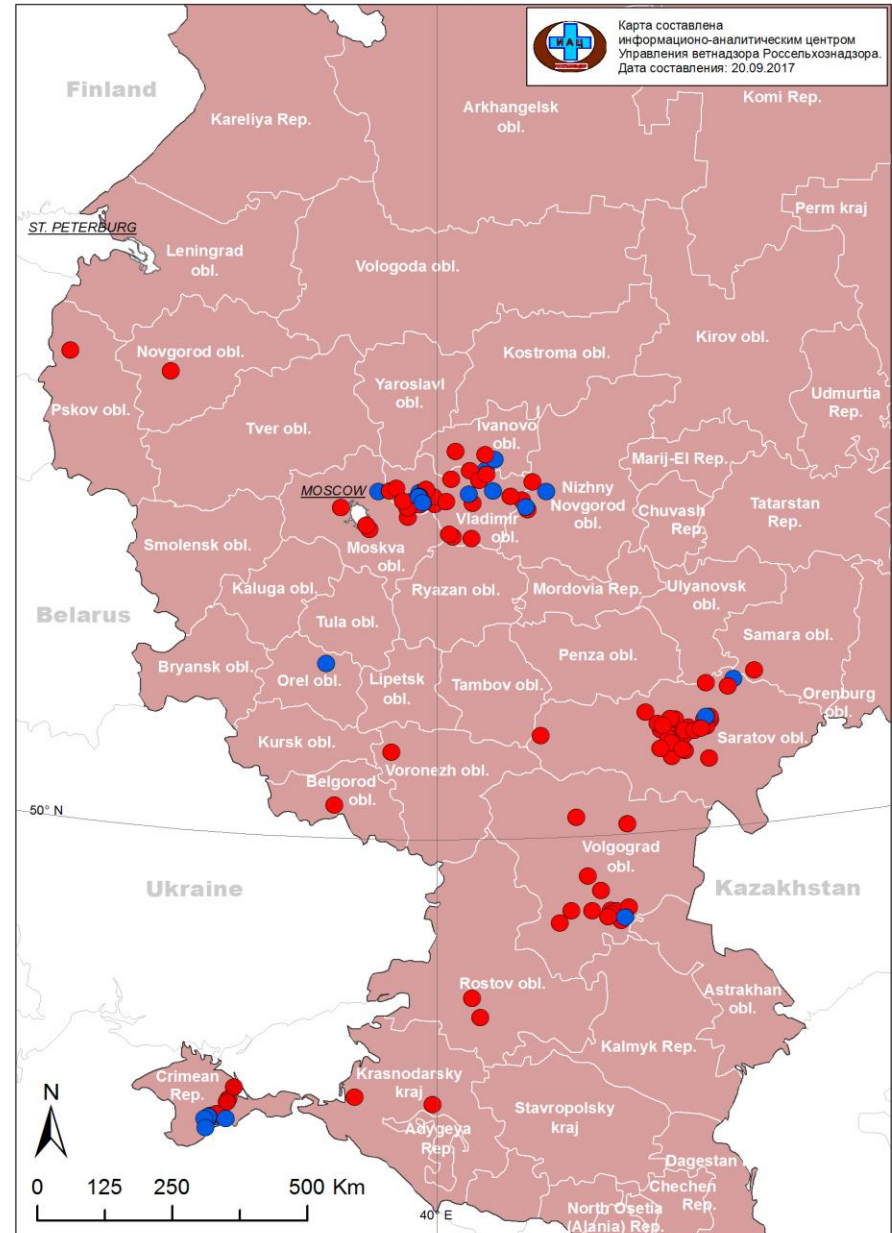 Карта составлена
информационо-аналитическим центром
Управления ветнадзора Россельхознадзора.
Дата составления: 20.09.2017
ИАЦ
Finland
Kareliya Rep.
Arkhangelsk
obl.
Komi Rep.
Perm kraj
ST. PETERBURG
Leningrad
obl.
Vologoda obl.
Kirov obl.
Novgorod obl.
Kostroma obl.
Yaroslavl
obl.
Udmurtia
Rep.
Pskov obl.
Tver obl.
Ivanovo
obl.
Marij-El Rep.
MOSCOW
Nizhny
Novgorod
obl.
Tatarstan
Rep.
Chuvash
Rep.
Vladimir
obl.
Smolensk obl.
Moskva
obl.
Kaluga obl.
Ryazan obl.
Mordovia Rep.
Ulyanovsk
obl.
Belarus
Tula obl.
Samara obl.
Bryansk obl.
Orel obl.
Lipetsk
obl.
Tambov obl.
Penza obl.
Orenburg
obl.
Kursk obl.
Saratov obl.
Voronezh obl.
Belgorod
obl.
50° N
Volgograd
obl.
Ukraine
Kazakhstan
Rostov obl.
Astrakhan
obl.
Kalmyk Rep.
Crimean
Rep.
Krasnodarsky
kraj
Stavropolsky
kraj
Adygeya
Rep.
N
Dagestan
Chechen
Rep.
North Osetia
(Alania) Rep.
0 125 250 500 Km
40° E